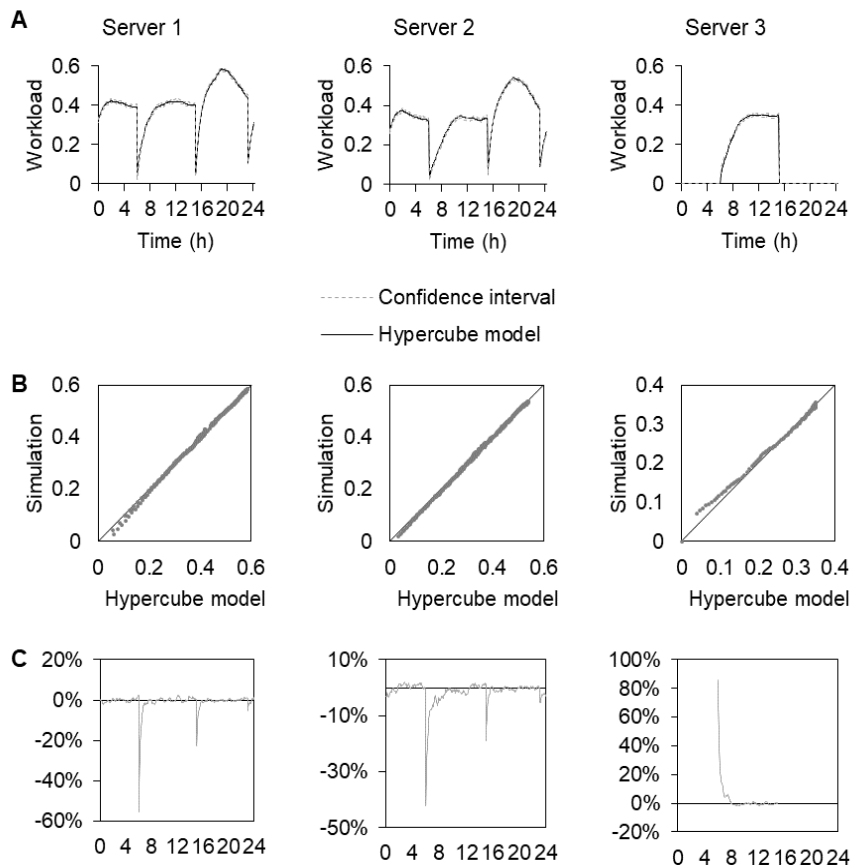 A
Server 1
Server 2
Server 3
Workload
0.6
0.4
0.2
0
0 4 8 12 16 20 24
Time (h)
Workload
0.6
0.4
0.2
0
0 4 8 12 16 20 24
Time (h)
Workload
0.6
0.4
0.2
0
0 4 8 12 16 20 24
Time (h)
Confidence interval
Hypercube model
B
Simulation
0.6
0.4
0.2
0
0 0.2 0.4 0.6
Hypercube model
Simulation
0.6
0.4
0.2
0
0 0.2 0.4 0.6
Hypercube model
Simulation
0.4
0.3
0.2
0.1
0
0 0.1 0.2 0.3 0.4
Hypercube model
C
20%
0%
-20%
-40%
-60%
0 4 8 12 16 20 24
10%
-10%
-30%
-50%
0 4 8 12 16 20 24
100%
80%
60%
40%
20%
0%
-20%
0 4 8 12 16 20 24